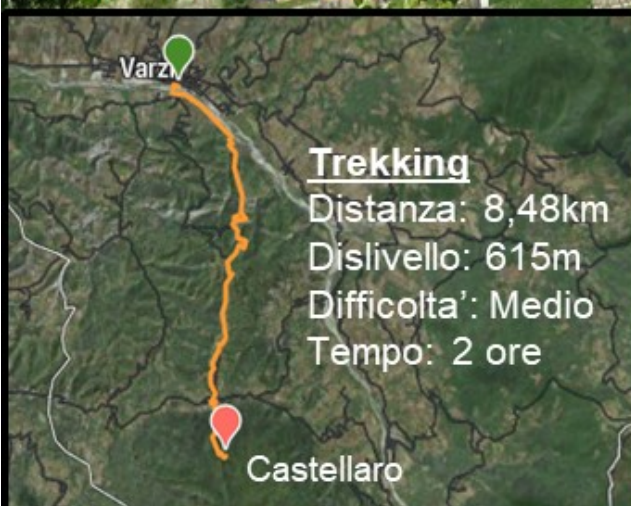 Varzi
Trekking
Distanza: 8,48km
Dislivello: 615m
Difficolta’: Medio
Tempo: 2 ore
Castellaro